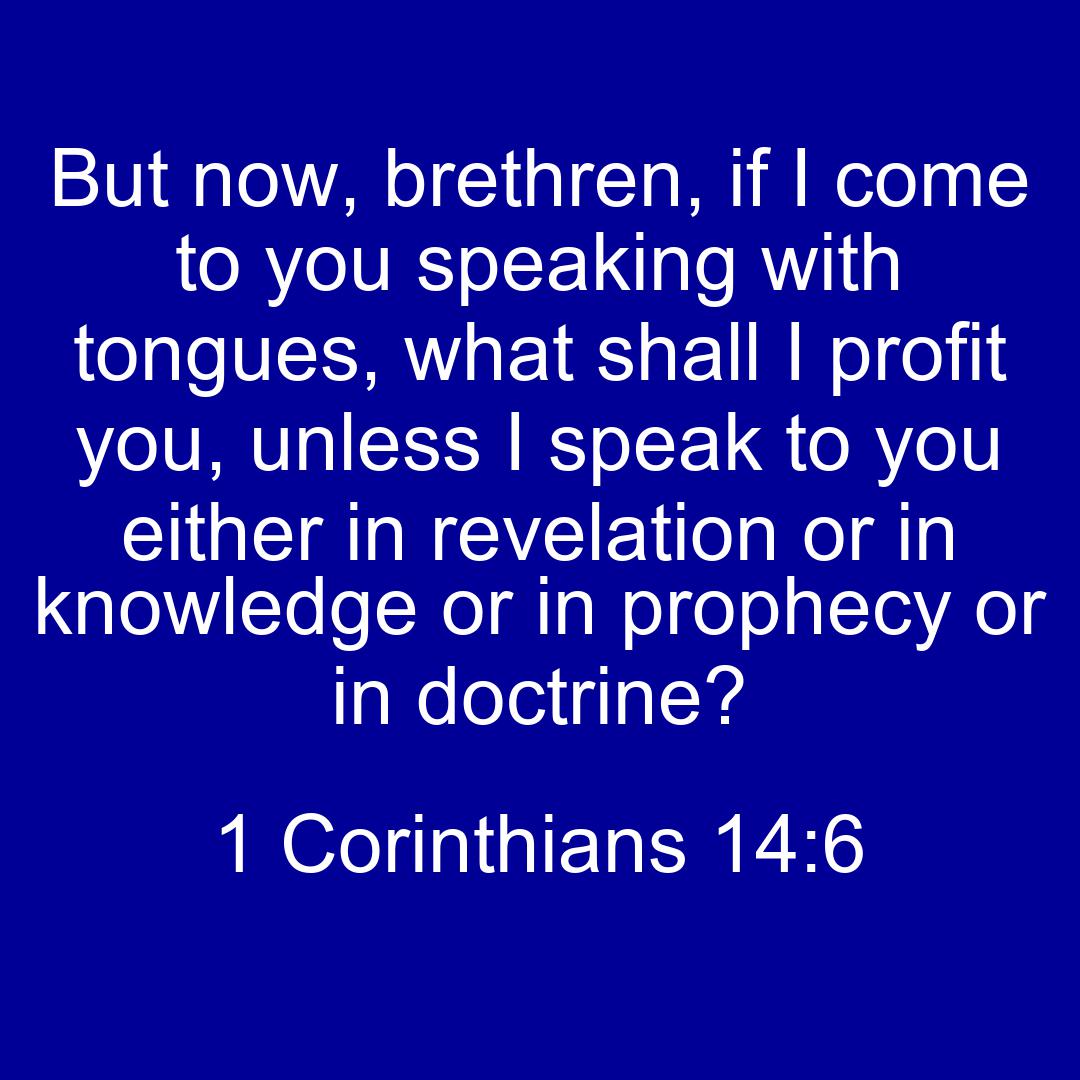 But now, brethren, if I come
to you speaking with
tongues, what shall I profit
you, unless I speak to you
either in revelation or in
knowledge or in prophecy or
in doctrine?
1 Corinthians 14:6